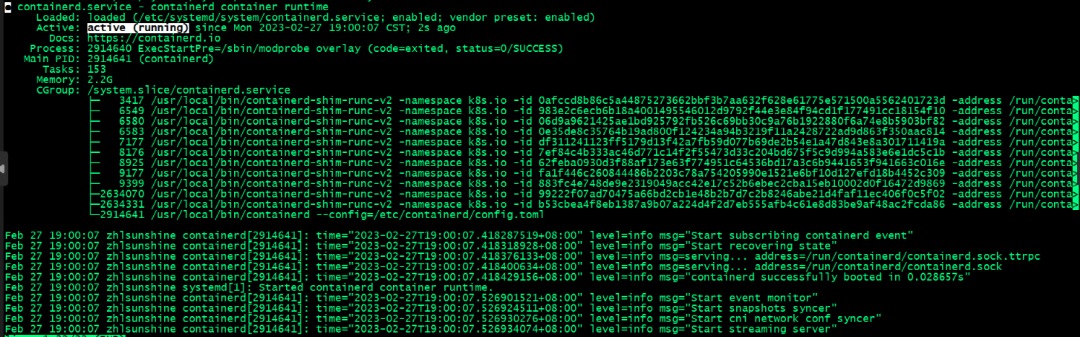 ● containerd.service - containerd container runtime
Loaded: loaded (/etc/systemd/system/containerd.service; enabled; vendor preset: enabled)
Active: active (running) since Mon 2023-02-27 19:00:07 CST; 2s ago
Docs: https://containerd.io
Process: 2914640 ExecStartPre=/sbin/modprobe overlay (code=exited, status=0/SUCCESS)
Main PID: 2914641 (containerd)
Tasks: 153
Memory: 2.2G
CGroup: /system.slice/containerd.service
├─ 3417 /usr/local/bin/containerd-shim-runc-v2 -namespace k8s.io -id 0afccd8b86c5a44875273662bbf3b7aa632f628e61775e571500a5562401723d -address /run/conta>
├─ 6549 /usr/local/bin/containerd-shim-runc-v2 -namespace k8s.io -id 983e2c6ecb6b18a4001495546012d9792f44e3e84f94cd1f177491cc18154f10 -address /run/conta>
├─ 6580 /usr/local/bin/containerd-shim-runc-v2 -namespace k8s.io -id 06d9a9621425ae1bd925792fb526c69bb30c9a76b1922880f6a74e8b5903bf82 -address /run/conta>
├─ 6583 /usr/local/bin/containerd-shim-runc-v2 -namespace k8s.io -id 0e35de8c35764b19ad800f124234a94b3219f11a2428722ad9d863f350aac814 -address /run/conta>
├─ 7177 /usr/local/bin/containerd-shim-runc-v2 -namespace k8s.io -id df311241123ff5179d13f42a7fb59d077b69de2b54e1a47d843e8a301711419a -address /run/conta>
├─ 8176 /usr/local/bin/containerd-shim-runc-v2 -namespace k8s.io -id 7ef84c4b333ac46d771c14f2f55473d33c204bd675f5c9d994a583e6e1dc5c1b -address /run/conta>
├─ 8925 /usr/local/bin/containerd-shim-runc-v2 -namespace k8s.io -id 62feba0930d3f88af173e63f774951c64536bd17a3c6b9441653f941663c016e -address /run/conta>
├─ 9177 /usr/local/bin/containerd-shim-runc-v2 -namespace k8s.io -id fa1f446c260844486b2203c78a754205990e1521e6bf10d127efd18b4452c309 -address /run/conta>
├─ 9399 /usr/local/bin/containerd-shim-runc-v2 -namespace k8s.io -id 883fc4e748de9e2319049acc42e17c52b6ebec2cba15eb10002d0f16472d9869 -address /run/conta>
├─2634070 /usr/local/bin/containerd-shim-runc-v2 -namespace k8s.io -id 99222f07ad70475a66bd2cb1e48b2b7d7c2b8246abe21d4faf11ec406f0c5f02 -address /run/conta>
├─2634331 /usr/local/bin/containerd-shim-runc-v2 -namespace k8s.io -id b53cbea4f8eb1387a9b07a224d4f2d7eb555afb4c61e8d83be9af48ac2fcda86 -address /run/conta>
└─2914641 /usr/local/bin/containerd --config=/etc/containerd/config.toml
Feb 27 19:00:07 zhlsunshine containerd[2914641]: time="2023-02-27T19:00:07.418287519+08:00" level=info msg="Start subscribing containerd event"
Feb 27 19:00:07 zhlsunshine containerd[2914641]: time="2023-02-27T19:00:07.418318928+08:00" level=info msg="Start recovering state"
Feb 27 19:00:07 zhlsunshine containerd[2914641]: time="2023-02-27T19:00:07.418376133+08:00" level=info msg=serving... address=/run/containerd/containerd.sock.ttrpc
Feb 27 19:00:07 zhlsunshine containerd[2914641]: time="2023-02-27T19:00:07.418400634+08:00" level=info msg=serving... address=/run/containerd/containerd.sock
Feb 27 19:00:07 zhlsunshine containerd[2914641]: time="2023-02-27T19:00:07.418429156+08:00" level=info msg="containerd successfully booted in 0.028657s"
Feb 27 19:00:07 zhlsunshine systemd[1]: Started containerd container runtime.
Feb 27 19:00:07 zhlsunshine containerd[2914641]: time="2023-02-27T19:00:07.526901521+08:00" level=info msg="Start event monitor"
Feb 27 19:00:07 zhlsunshine containerd[2914641]: time="2023-02-27T19:00:07.526924511+08:00" level=info msg="Start snapshots syncer"
Feb 27 19:00:07 zhlsunshine containerd[2914641]: time="2023-02-27T19:00:07.526930276+08:00" level=info msg="Start cni network conf syncer"
Feb 27 19:00:07 zhlsunshine containerd[2914641]: time="2023-02-27T19:00:07.526934074+08:00" level=info msg="Start streaming server"